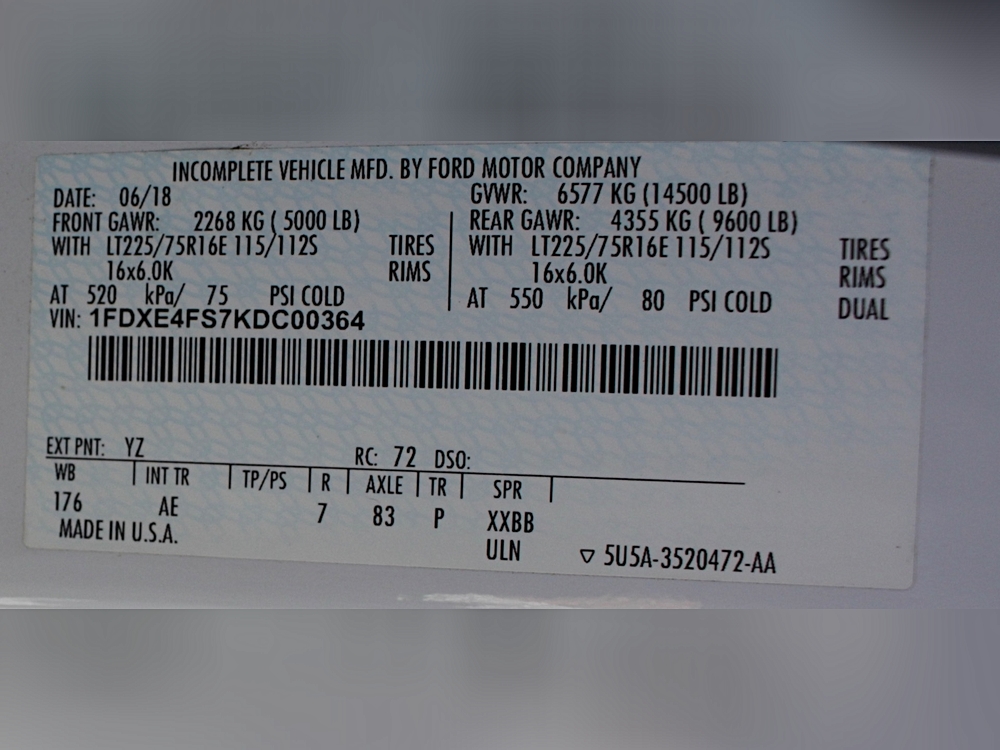 INCOMPLETE VEHICLE MFD. BY FORD MOTOR COMPANY
DATE: 06/18 GVWR: 6577 KG (14500 LB)
FRONT GAWR: 2268 KG ( 5000 LB) REAR GAWR: 4355 KG ( 9600 LB)
WITH LT225/75R16E 115/112S TIRES WITH LT225/75R16E 115/112S TIRES
16x6.0K RIMS 16x6.0K RIMS
AT 520 kPa/ 75 PSI COLD AT 550 kPa/ 80 PSI COLD DUAL
VIN: 1FDXE4FS7KDC00364
EXT PNT: YZ RC: 72 DSO:
WB INT TR TP/PS R AXLE TR SPR
176 AE 7 83 P XXBB
MADE IN U.S.A. ULN ▽ 5U5A-3520472-AA